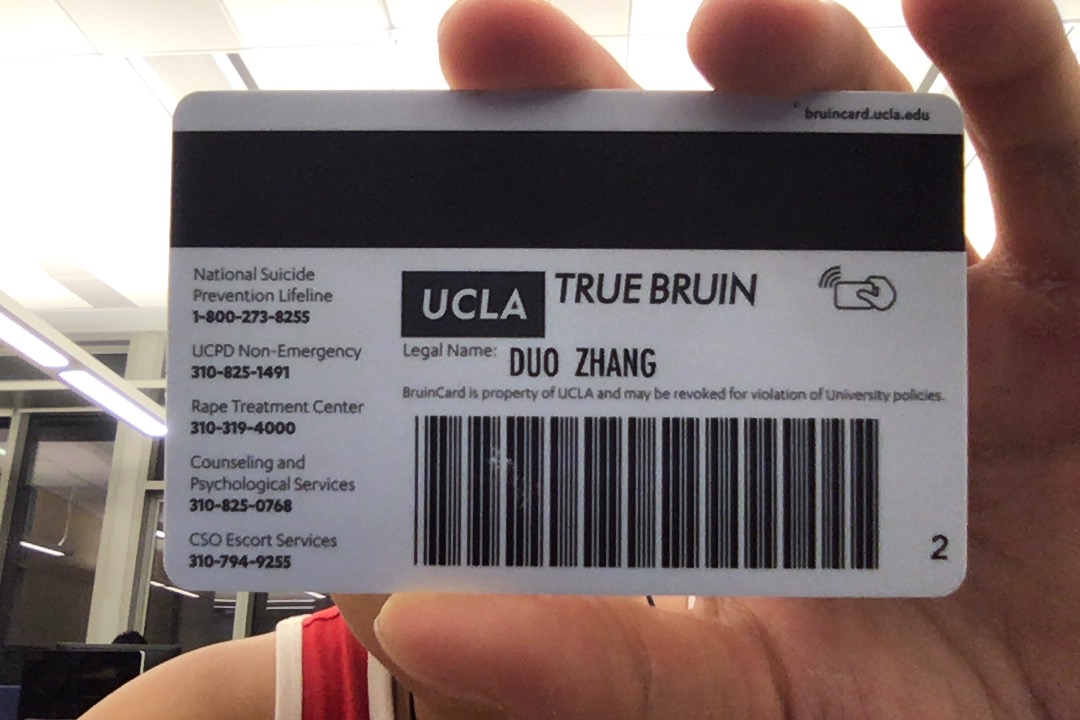 bruincard.ucla.edu
National Suicide
Prevention Lifeline
1-800-273-8255
UCPD Non-Emergency
310-825-1491
Rape Treatment Center
310-319-4000
Counseling and
Psychological Services
310-825-0768
CSO Escort Services
310-794-9255
UCLA TRUE BRUIN
Legal Name: DUO ZHANG
BruinCard is property of UCLA and may be revoked for violation of University policies.
2